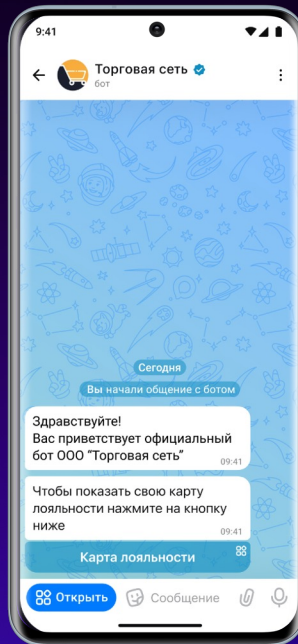 9:41
Торговая сеть
бот
Сегодня
Вы начали общение с ботом
Здравствуйте!
Вас приветствует официальный
бот ООО “Торговая сеть”
09:41
Чтобы показать свою карту
лояльности нажмите на кнопку
ниже
09:41
Карта лояльности
Открыть
Сообщение